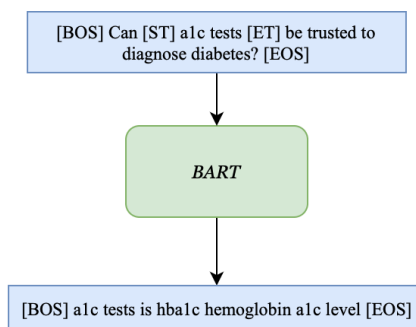 [BOS] Can [ST] a1c tests [ET] be trusted to
diagnose diabetes? [EOS]
BART
[BOS] a1c tests is hba1c hemoglobin a1c level [EOS]